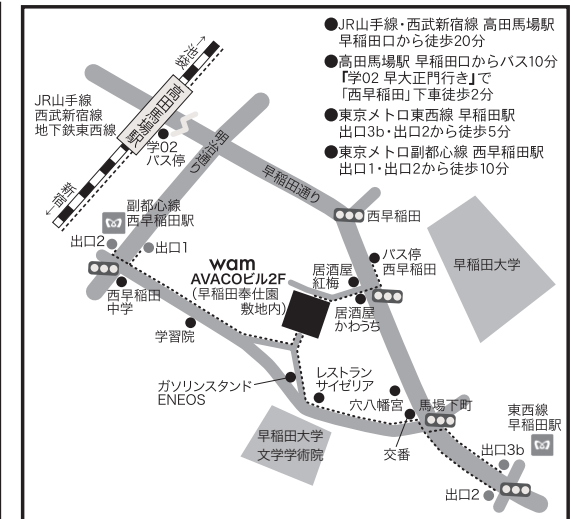 ●JR山手線・西武新宿線 高田馬場駅
早稲田口から徒歩20分
●高田馬場駅 早稲田口からバス10分
『学02 早大正門行き』で
「西早稲田」下車徒歩2分
●東京メトロ東西線 早稲田駅
出口3b・出口2から徒歩5分
●東京メトロ副都心線 西早稲田駅
出口1・出口2から徒歩10分
←池袋
高田馬場駅
JR山手線
西武新宿線
地下鉄東西線
学02
バス停
明治通り
早稲田通り
新宿→
副都心線
西早稲田駅
出口2
出口1
西早稲田
中学
学習院
wam
AVACOビル2F
(早稲田奉仕園
敷地内)
西早稲田
バス停
西早稲田
居酒屋
紅梅
居酒屋
かわうち
早稲田大学
ガソリンスタンド
ENEOS
レストラン
サイゼリア
穴八幡宮
馬場下町
交番
早稲田大学
文学学術院
東西線
早稲田駅
出口3b
出口2